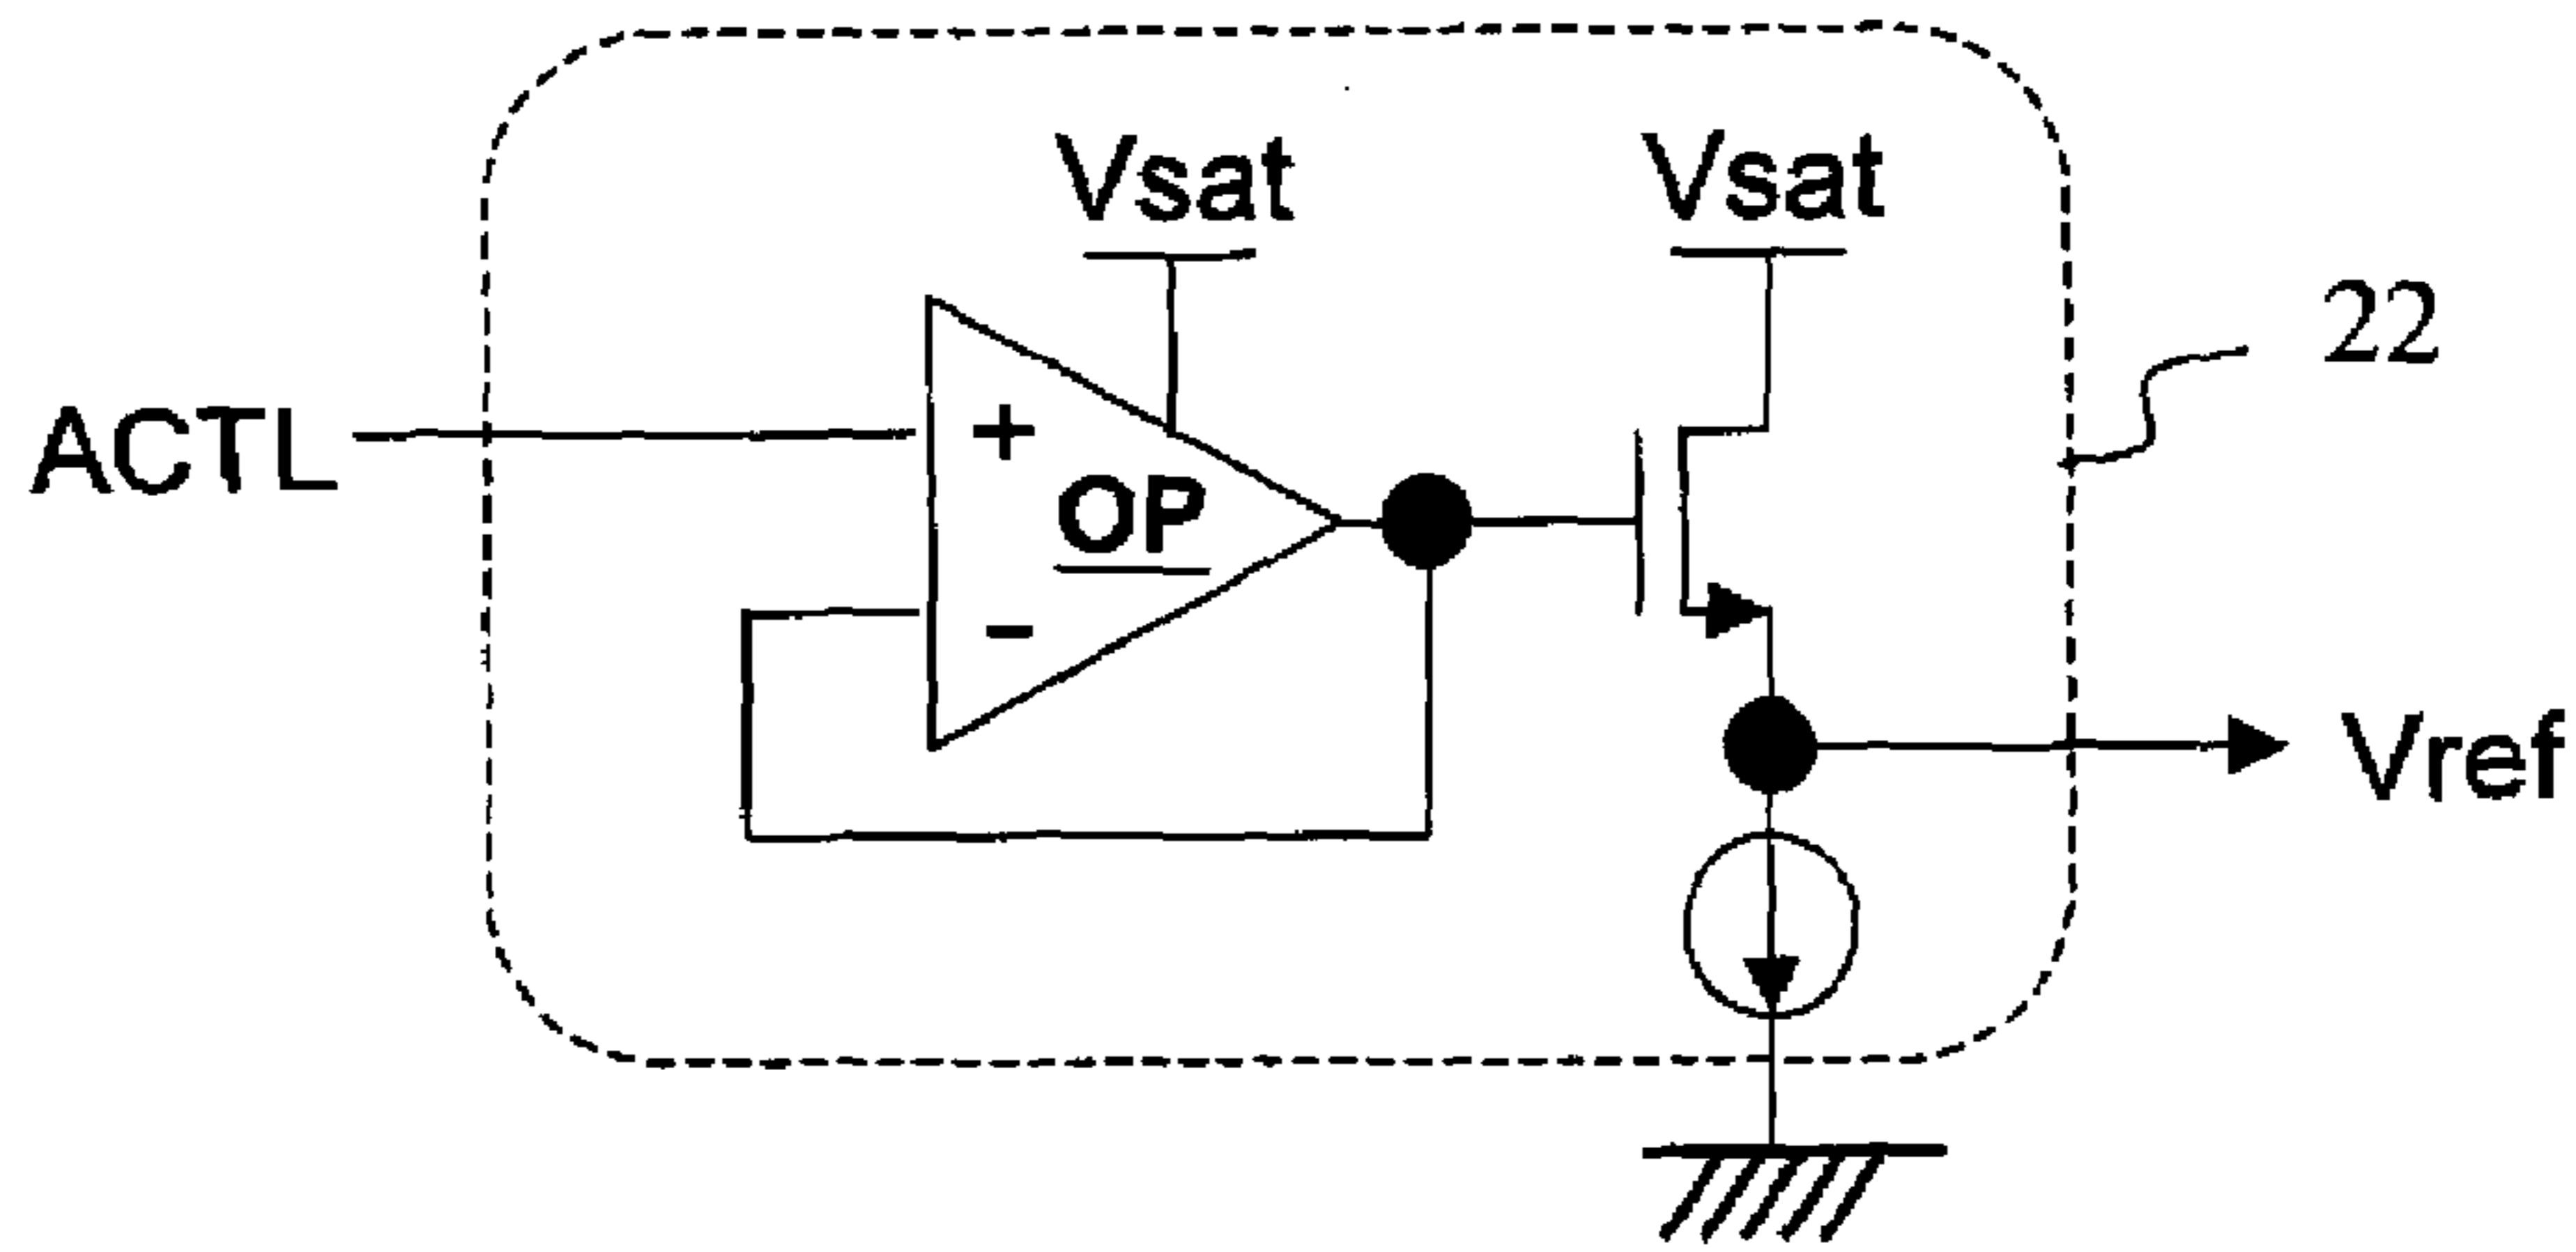 Vsat
Vsat
22
ACTL
+
OP
-
Vref